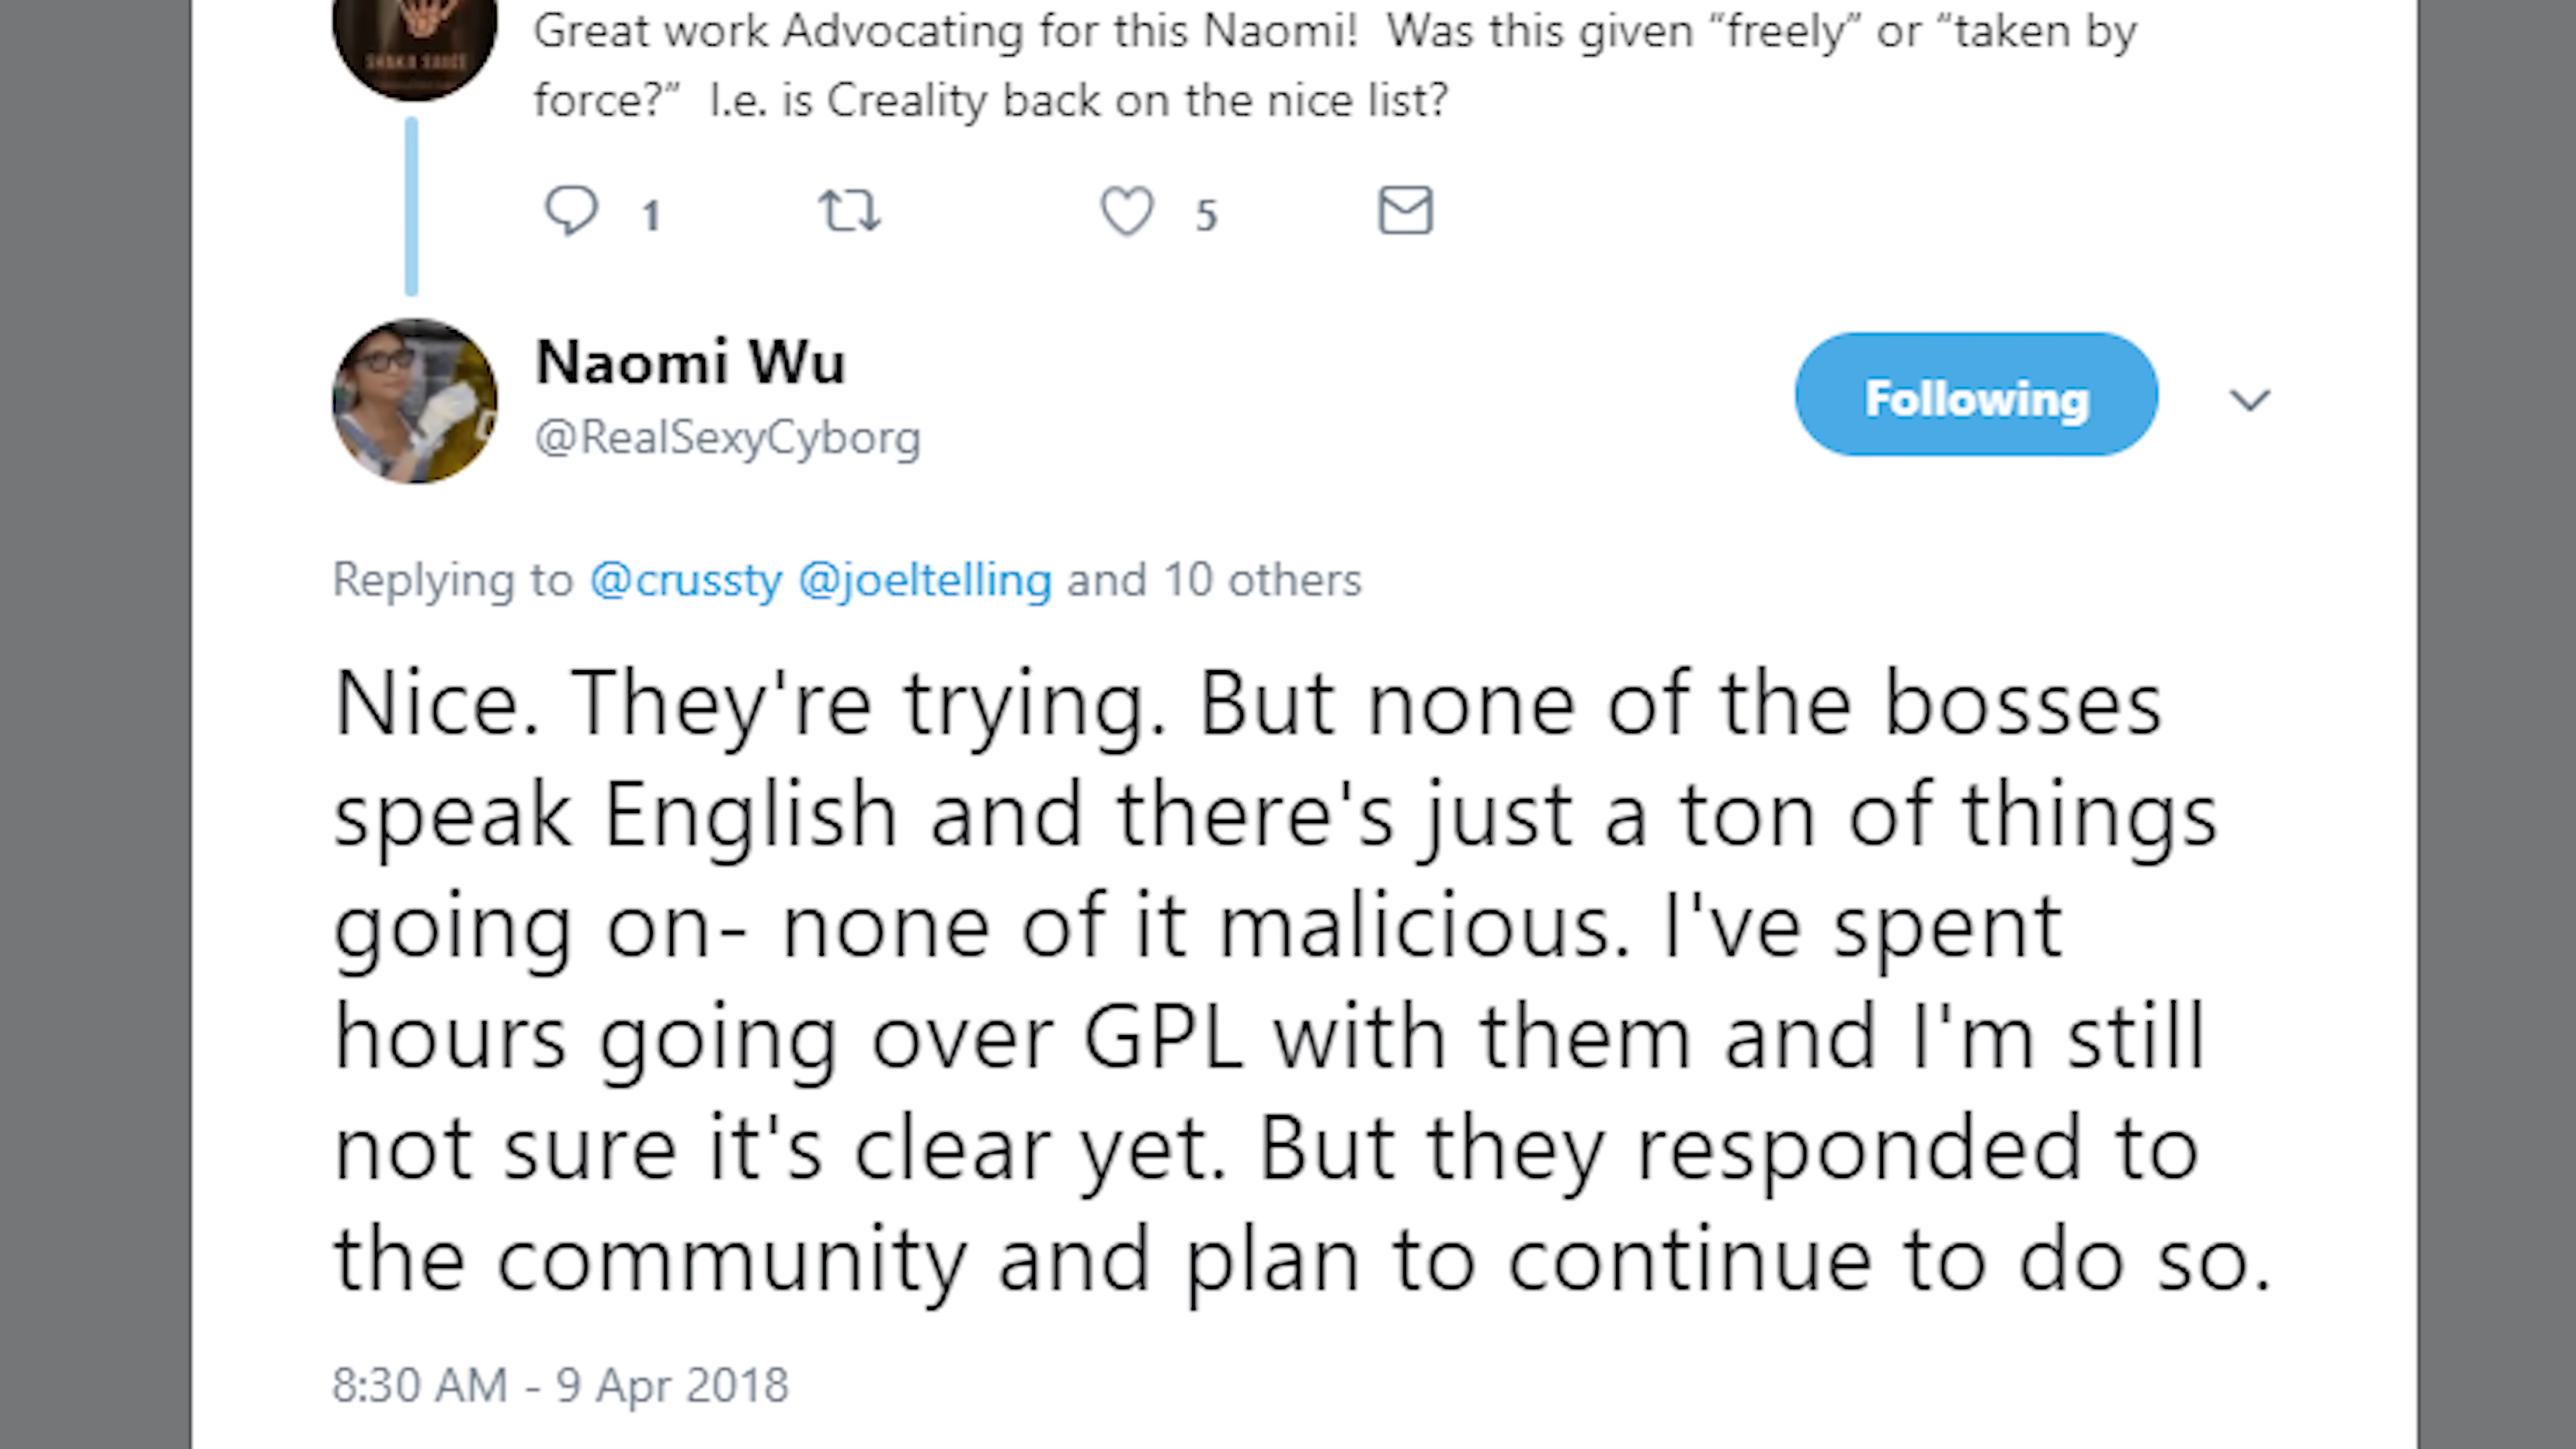 SHAKA SAUCE
Great work Advocating for this Naomi!  Was this given “freely” or “taken by
force?”  I.e. is Creality back on the nice list?
1
5
Naomi Wu
@RealSexyCyborg
Following
Replying to @crussty @joeltelling and 10 others
Nice. They're trying. But none of the bosses
speak English and there's just a ton of things
going on- none of it malicious. I've spent
hours going over GPL with them and I'm still
not sure it's clear yet. But they responded to
the community and plan to continue to do so.
8:30 AM - 9 Apr 2018